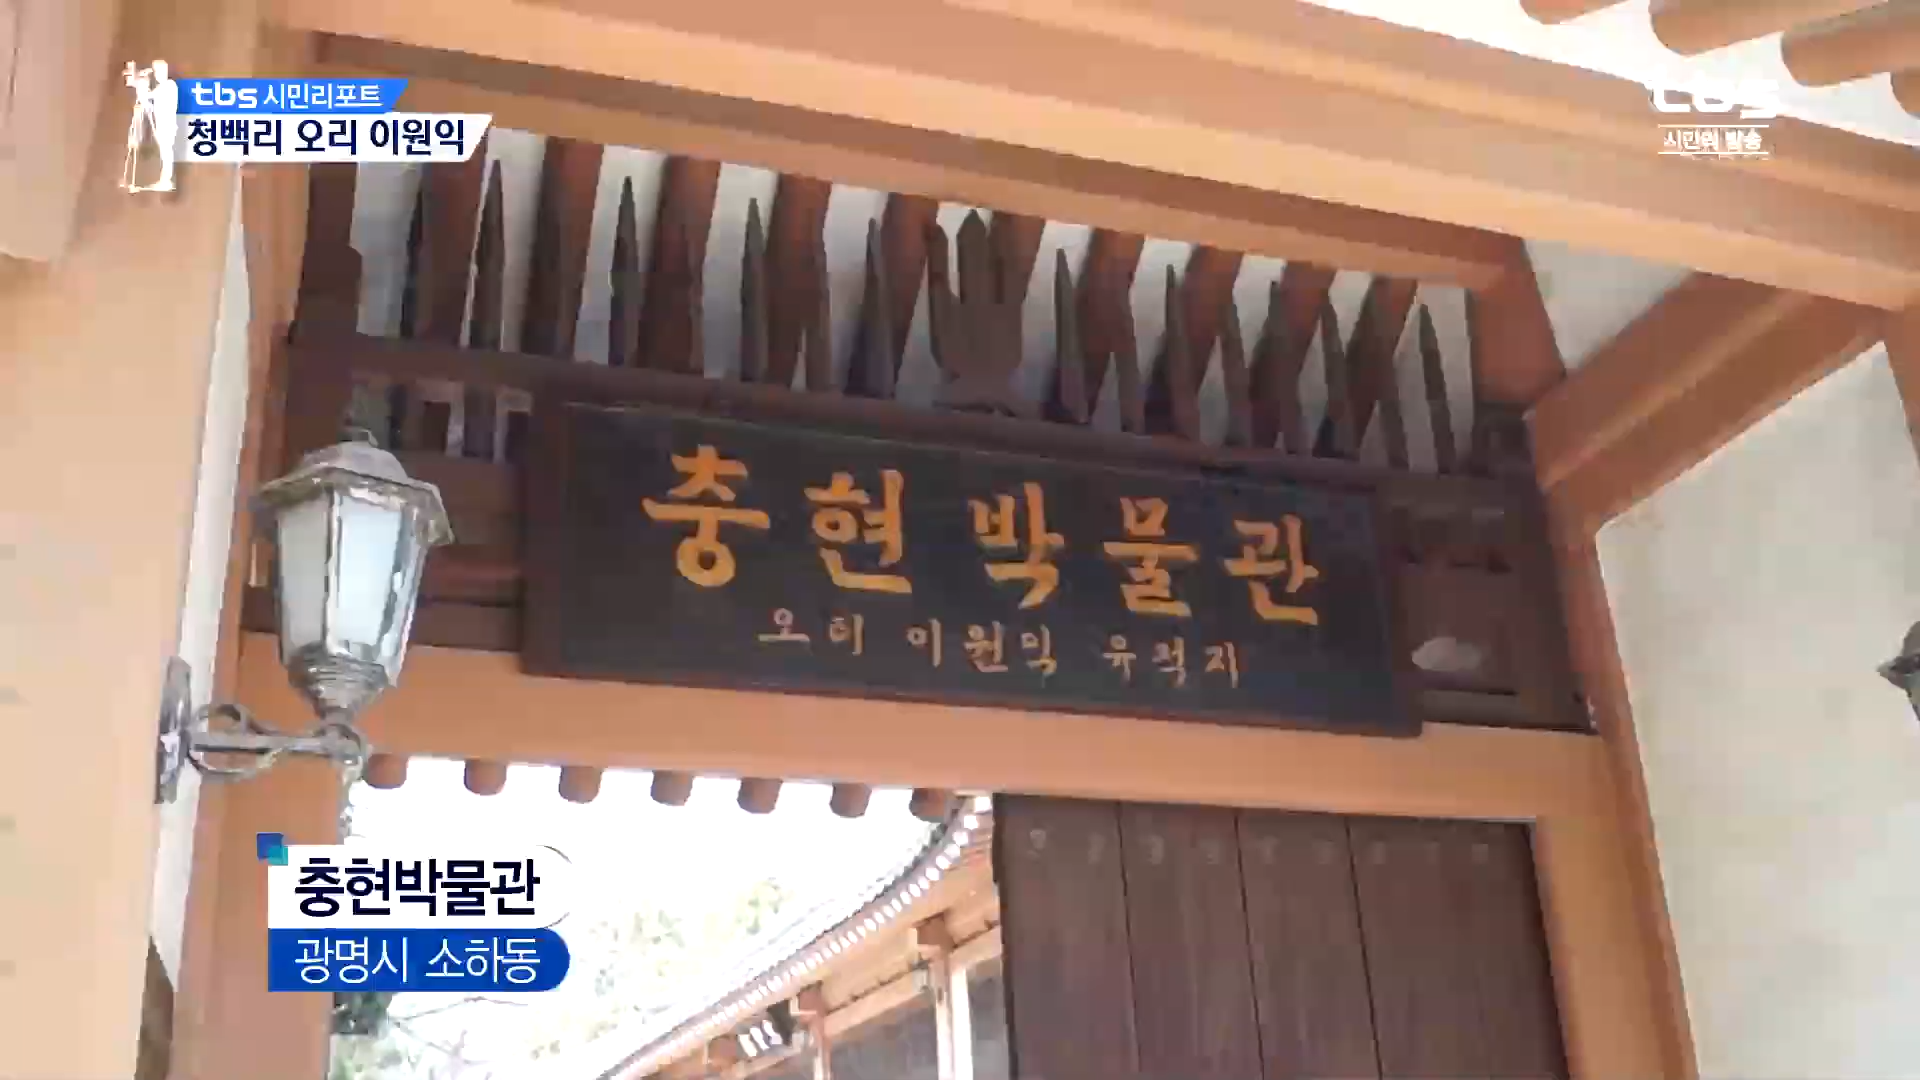 tbs 시민리포트
청백리 오리 이원익
tbs
시민의 방송
충현박물관
오리 이원익 유적지
충현박물관
광명시 소하동